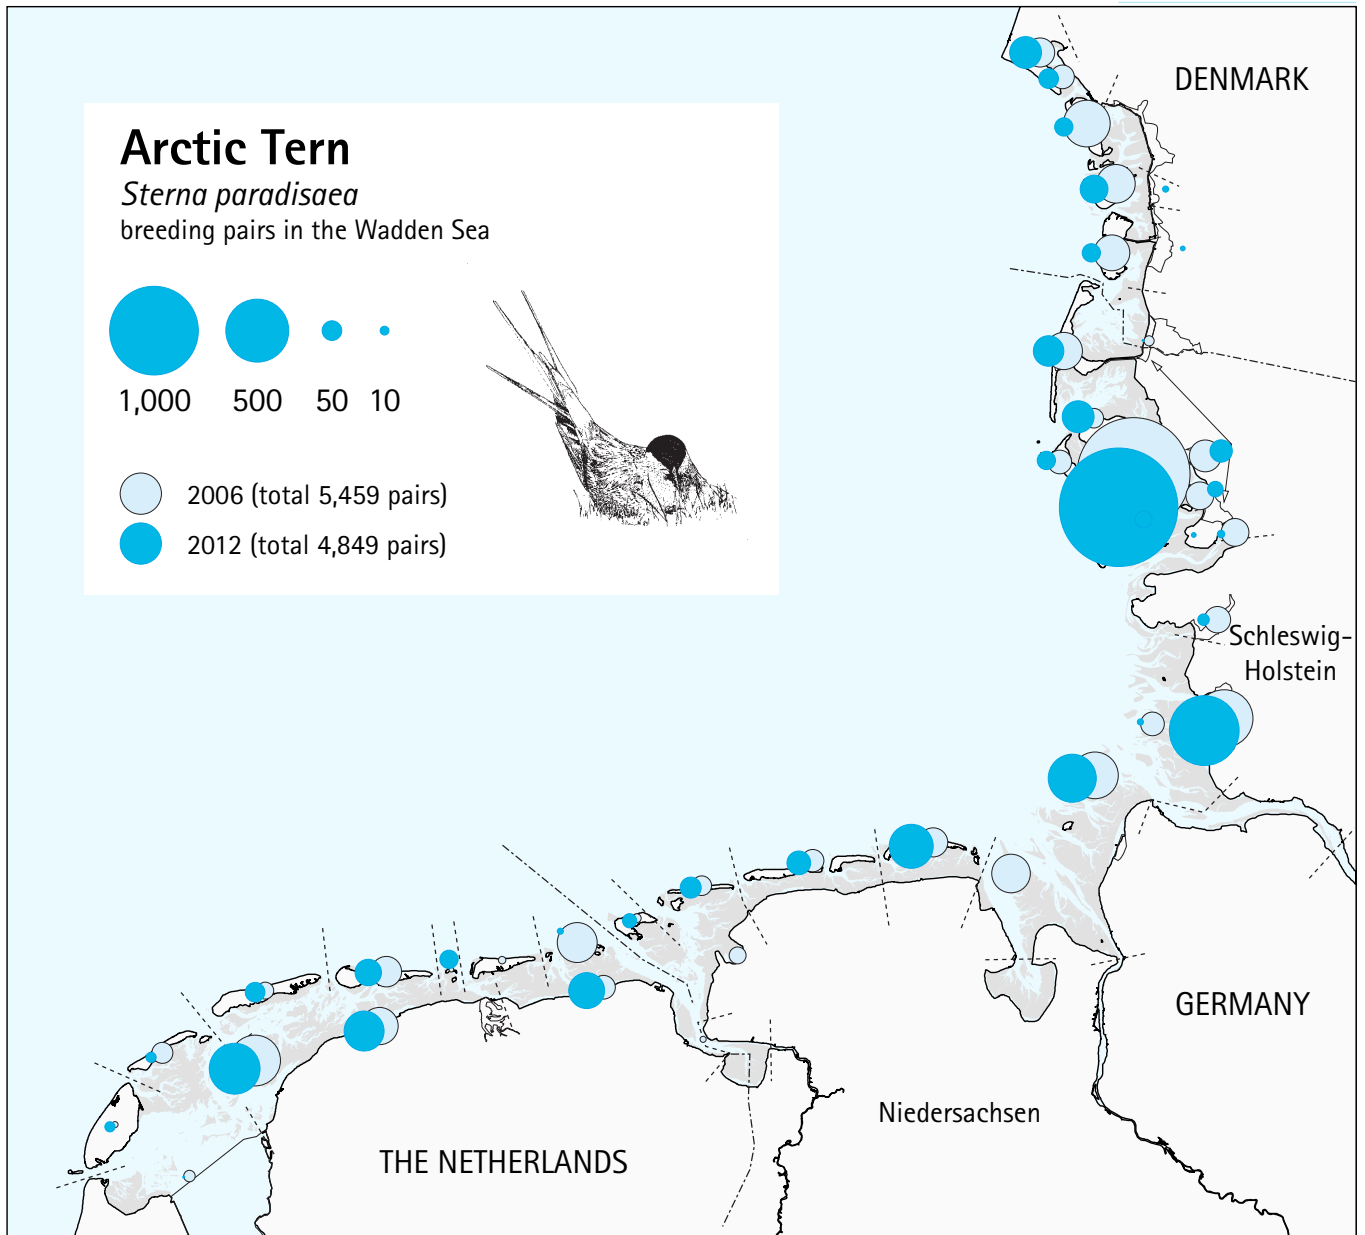 DENMARK
Arctic Tern
Sterna paradisaea
breeding pairs in the Wadden Sea
1,000 500 50 10
2006 (total 5,459 pairs)
2012 (total 4,849 pairs)
Schleswig-
Holstein
GERMANY
Niedersachsen
THE NETHERLANDS